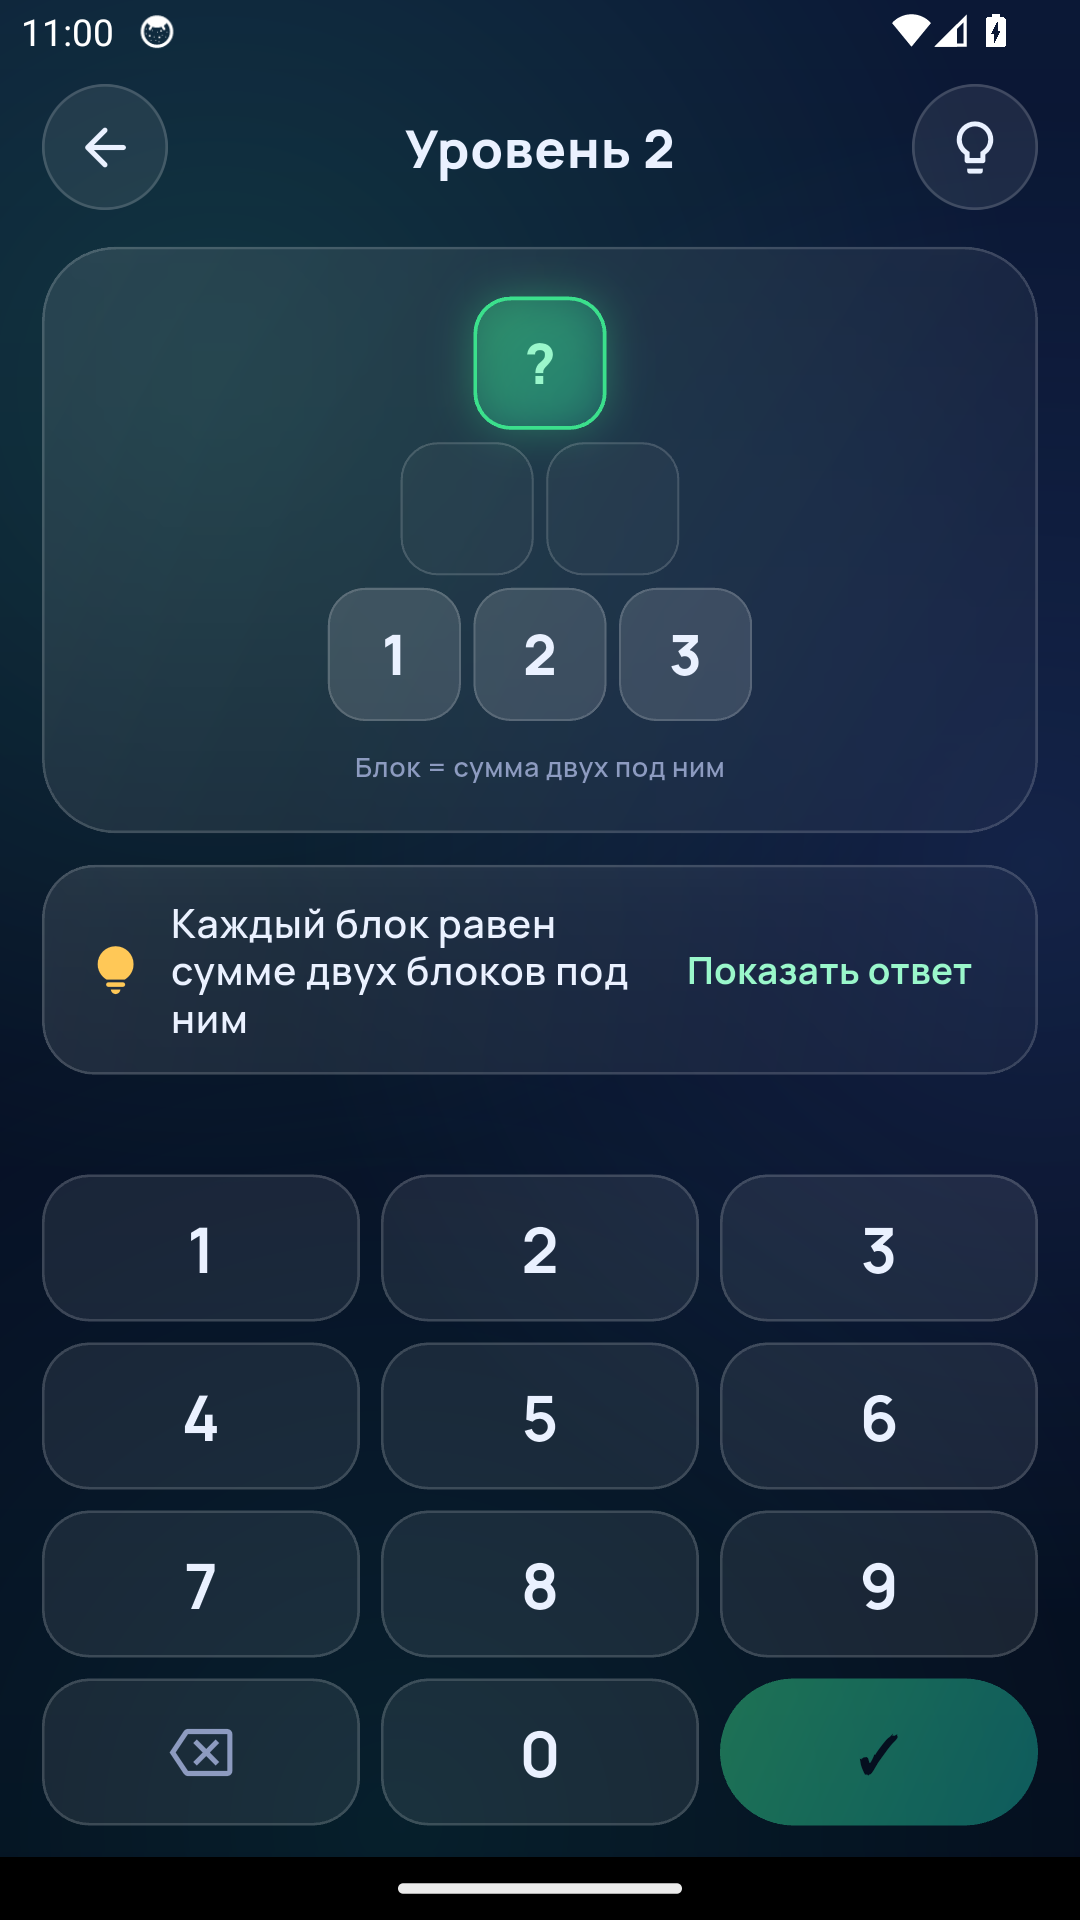 11:00
Уровень 2
?
1 2 3
Блок = сумма двух под ним
Каждый блок равен
сумме двух блоков под
ним
Показать ответ
1 2 3
4 5 6
7 8 9
0 ✓